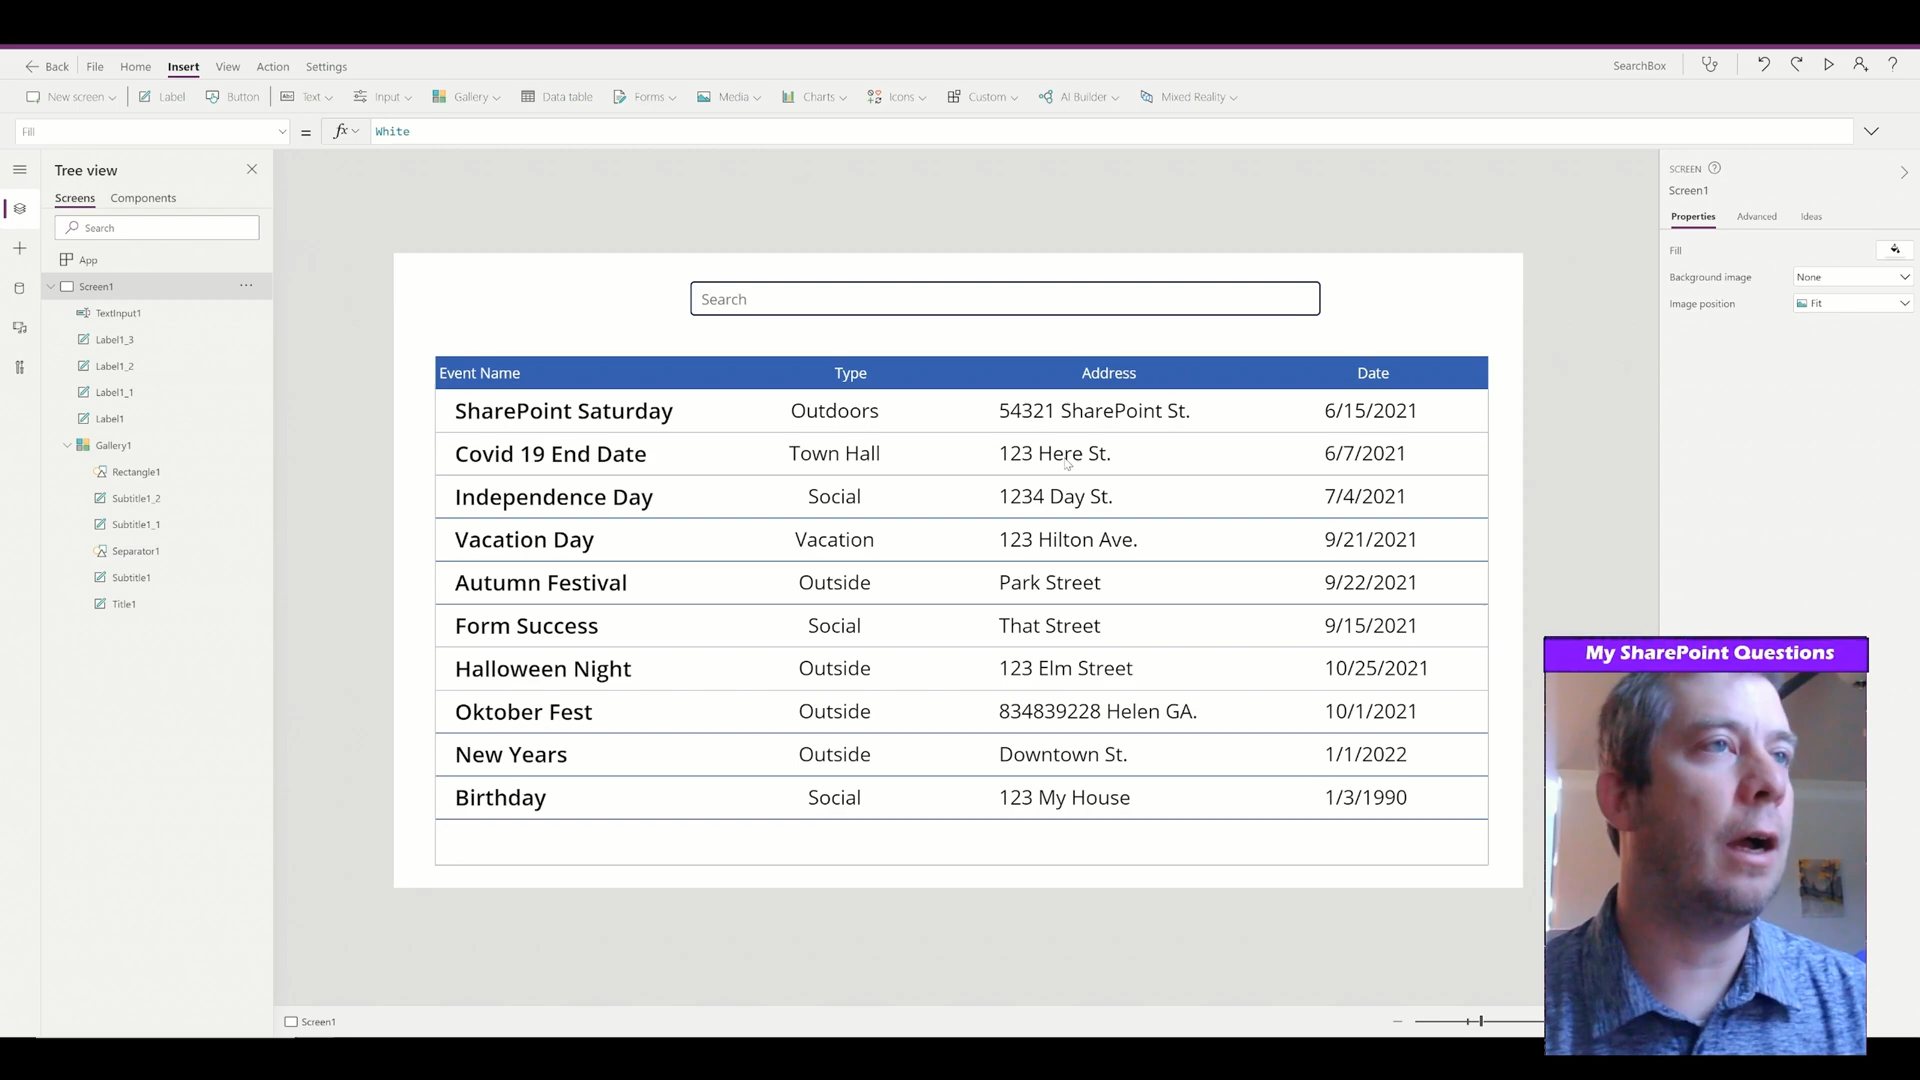 Back File Home Insert View Action Settings SearchBox ?
New screen Label Button Text Input Gallery Data table Forms Media Charts Icons Custom AI Builder Mixed Reality
Fill = fx White
Tree view
Screens Components
Search
App
Screen1 ...
TextInput1
Label1_3
Label1_2
Label1_1
Label1
Gallery1
Rectangle1
Subtitle1_2
Subtitle1_1
Separator1
Subtitle1
Title1
Search
Event Name Type Address Date
SharePoint Saturday Outdoors 54321 SharePoint St. 6/15/2021
Covid 19 End Date Town Hall 123 Here St. 6/7/2021
Independence Day Social 1234 Day St. 7/4/2021
Vacation Day Vacation 123 Hilton Ave. 9/21/2021
Autumn Festival Outside Park Street 9/22/2021
Form Success Social That Street 9/15/2021
Halloween Night Outside 123 Elm Street 10/25/2021
Oktober Fest Outside 834839228 Helen GA. 10/1/2021
New Years Outside Downtown St. 1/1/2022
Birthday Social 123 My House 1/3/1990
SCREEN ?
Screen1
Properties Advanced Ideas
Fill
Background image None
Image position Fit
My SharePoint Questions
Screen1